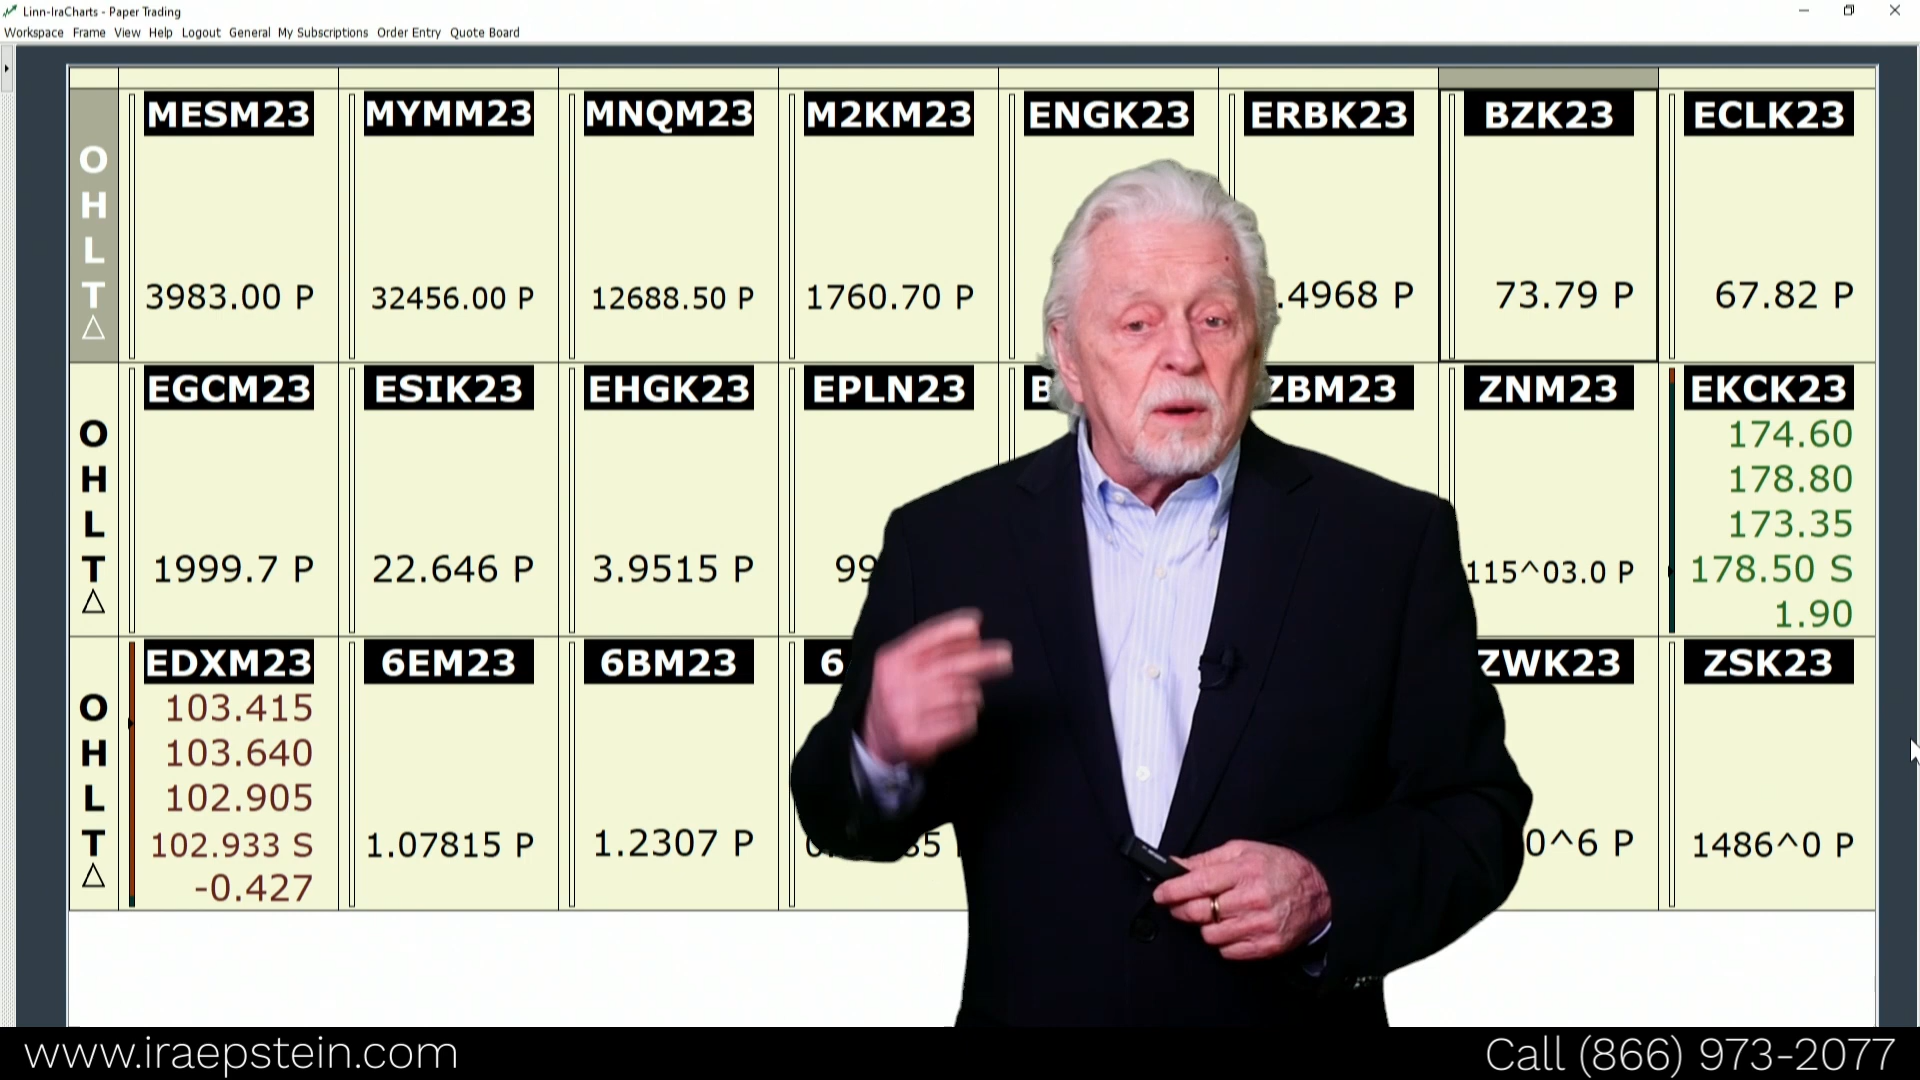 Linn-IraCharts - Paper Trading
Workspace Frame View Help Logout General My Subscriptions Order Entry Quote Board
MESM23 MYMM23 MNQM23 M2KM23 ENGK23 ERBK23 BZK23 ECLK23
O
H
L
T 3983.00 P 32456.00 P 12688.50 P 1760.70 P .4968 P 73.79 P 67.82 P
△
EGCM23 ESIK23 EHGK23 EPLN23 ZBM23 ZNM23 EKCK23
O 174.60
H 178.80
L 173.35
T 1999.7 P 22.646 P 3.9515 P 99 115^03.0 P 178.50 S
△ 1.90
EDXM23 6EM23 6BM23 6 ZWK23 ZSK23
O 103.415
H 103.640
L 102.905
T 102.933 S 1.07815 P 1.2307 P 0^6 P 1486^0 P
△ -0.427
www.iraepstein.com Call (866) 973-2077